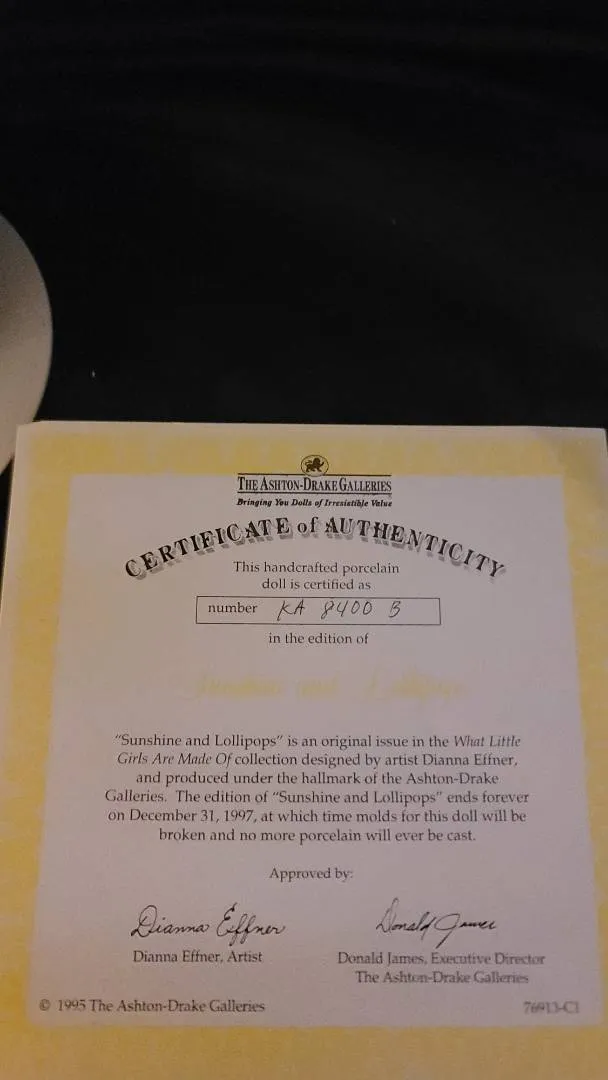 THE ASHTON-DRAKE GALLERIES
Bringing You Dolls of Irresistible Value
CERTIFICATE of AUTHENTICITY
This handcrafted porcelain
doll is certified as
number KA 8400 B
in the edition of
Sunshine and Lollipops
"Sunshine and Lollipops" is an original issue in the What Little
Girls Are Made Of collection designed by artist Dianna Effner,
and produced under the hallmark of the Ashton-Drake
Galleries. The edition of "Sunshine and Lollipops" ends forever
on December 31, 1997, at which time molds for this doll will be
broken and no more porcelain will ever be cast.
Approved by:
Dianna Effner Donald James
Dianna Effner, Artist Donald James, Executive Director
The Ashton-Drake Galleries
© 1995 The Ashton-Drake Galleries 76913-C1